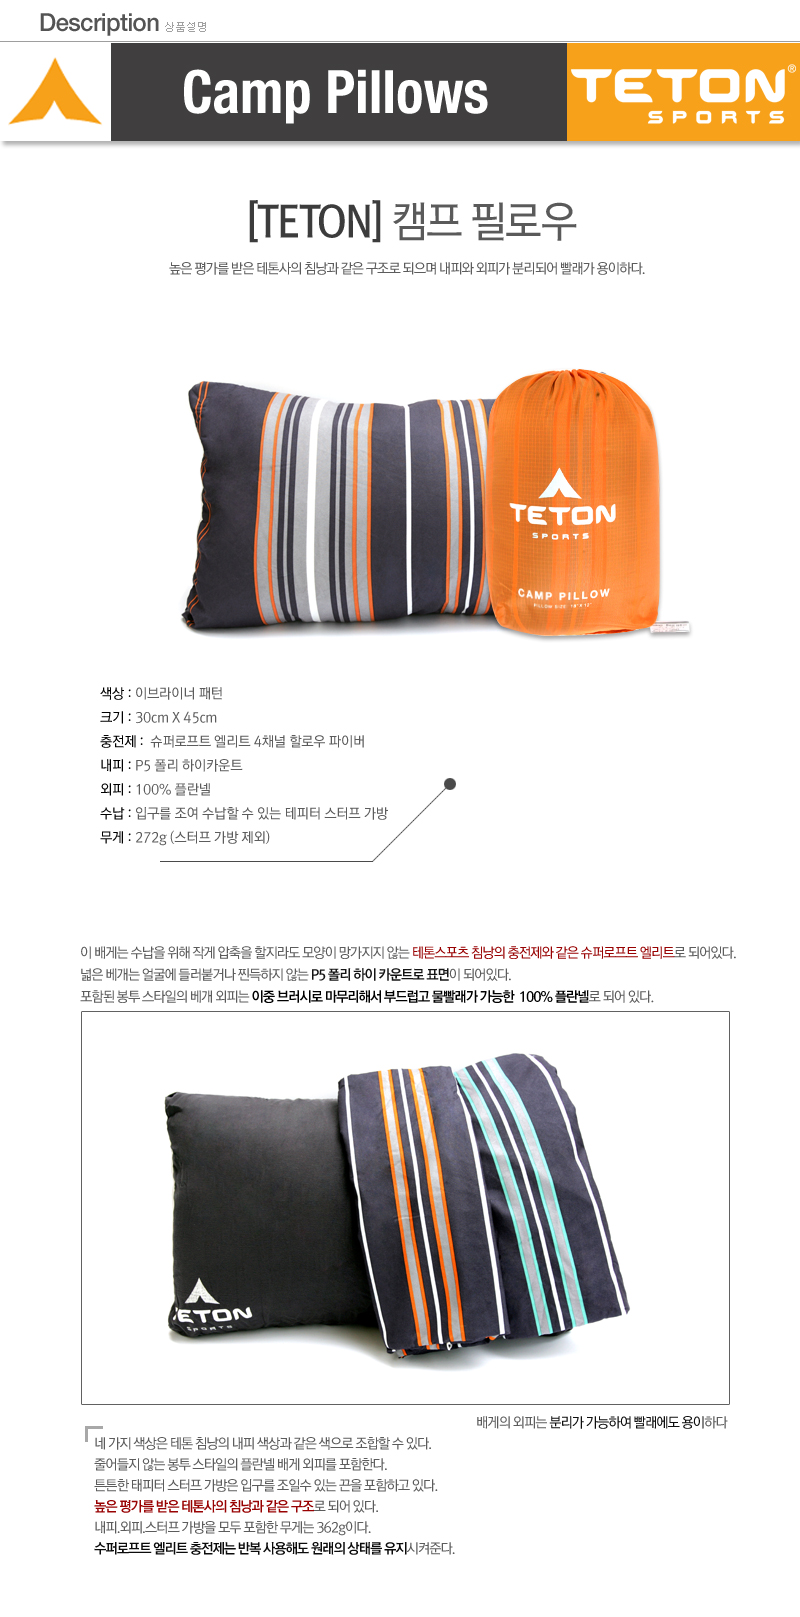 Description 상품설명
Camp Pillows
TETON®
SPORTS
[TETON] 캠프 필로우
높은 평가를 받은 테톤사의 침낭과 같은 구조로 되으며 내피와 외피가 분리되어 빨래가 용이하다.
TETON
SPORTS
CAMP PILLOW
PILLOW SIZE: 18"X 12"
색상 : 이브라이너 패턴
크기 : 30cm X 45cm
충전제 : 슈퍼로프트 엘리트 4채널 할로우 파이버
내피 : P5 폴리 하이카운트
외피 : 100% 플란넬
수납 : 입구를 조여 수납할 수 있는 테피터 스터프 가방
무게 : 272g (스터프 가방 제외)
이 배게는 수납을 위해 작게 압축을 할지라도 모양이 망가지지 않는 테톤스포츠 침낭의 충전제와 같은 슈퍼로프트 엘리트로 되어있다.
넓은 베개는 얼굴에 들러붙거나 찐득하지 않는 P5 폴리 하이 카운트로 표면이 되어있다.
포함된 봉투 스타일의 베개 외피는 이중 브러시로 마무리해서 부드럽고 물빨래가 가능한 100% 플란넬로 되어 있다.
TETON
SPORTS
배게의 외피는 분리가 가능하여 빨래에도 용이하다
네 가지 색상은 테톤 침낭의 내피 색상과 같은 색으로 조합할 수 있다.
줄어들지 않는 봉투 스타일의 플란넬 배게 외피를 포함한다.
튼튼한 태피터 스터프 가방은 입구를 조일수 있는 끈을 포함하고 있다.
높은 평가를 받은 테톤사의 침낭과 같은 구조로 되어 있다.
내피.외피.스터프 가방을 모두 포함한 무게는 362g이다.
수퍼로프트 엘리트 충전제는 반복 사용해도 원래의 상태를 유지시켜준다.